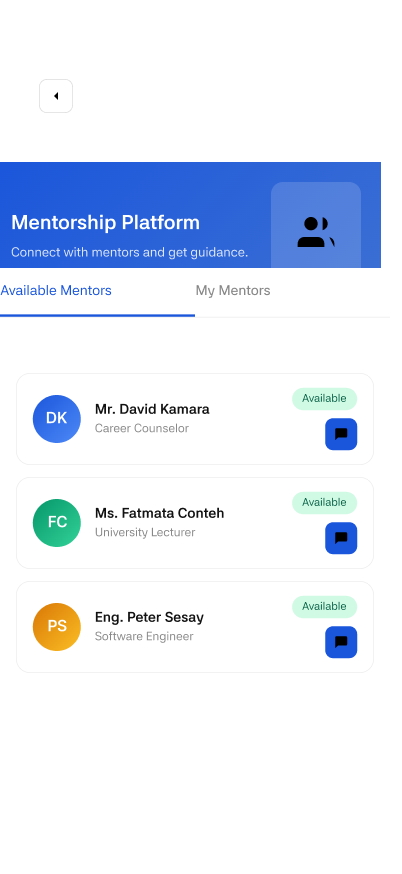 Mentorship Platform
Connect with mentors and get guidance.
Available Mentors
My Mentors
DK
Mr. David Kamara
Career Counselor
Available
FC
Ms. Fatmata Conteh
University Lecturer
Available
PS
Eng. Peter Sesay
Software Engineer
Available